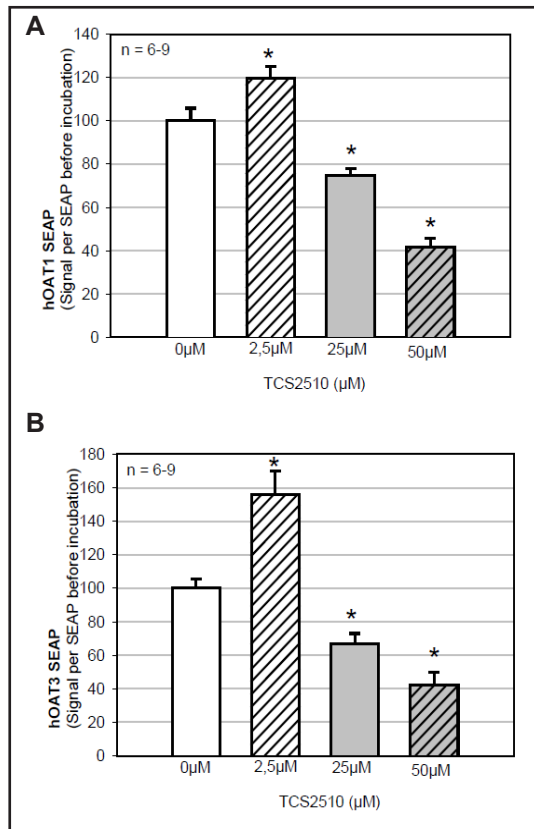 A
140
n = 6-9
*
120
100
*
80
*
60
40
20
0
hOAT1 SEAP
(Signal per SEAP before incubation)
0µM 2,5µM 25µM 50µM
TCS2510 (µM)
B
180
n = 6-9
*
160
140
120
100
*
80
*
60
40
20
0
hOAT3 SEAP
(Signal per SEAP before incubation)
0µM 2,5µM 25µM 50µM
TCS2510 (µM)